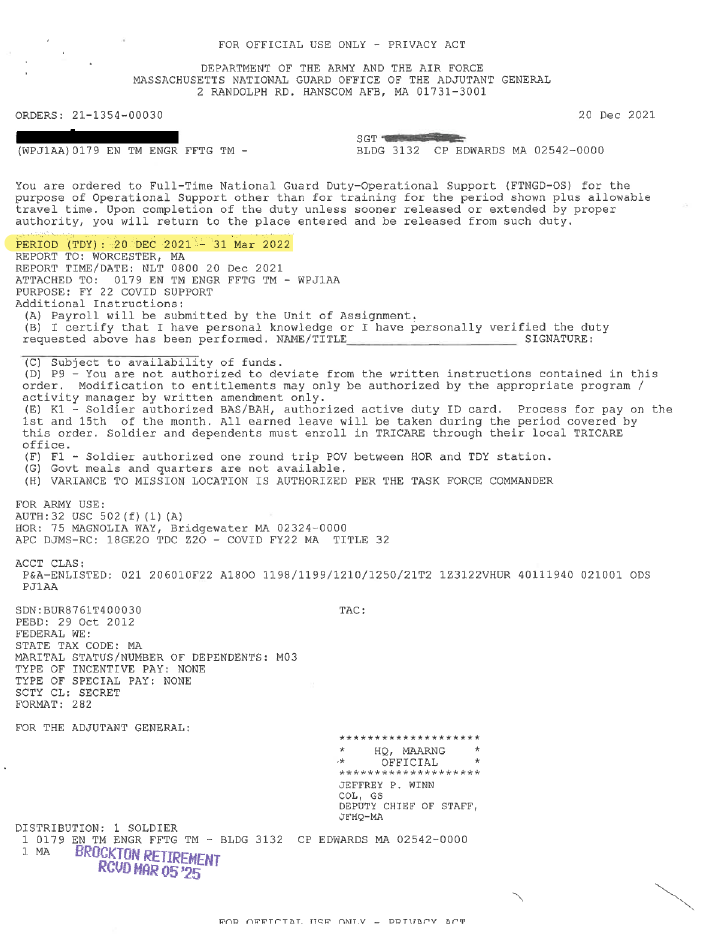 FOR OFFICIAL USE ONLY - PRIVACY ACT
DEPARTMENT OF THE ARMY AND THE AIR FORCE
MASSACHUSETTS NATIONAL GUARD OFFICE OF THE ADJUTANT GENERAL
2 RANDOLPH RD. HANSCOM AFB, MA 01731-3001
ORDERS: 21-1354-00030 20 Dec 2021
SGT
(WPJ1AA)0179 EN TM ENGR FFTG TM - BLDG 3132 CP EDWARDS MA 02542-0000
You are ordered to Full-Time National Guard Duty-Operational Support (FTNGD-OS) for the
purpose of Operational Support other than for training for the period shown plus allowable
travel time. Upon completion of the duty unless sooner released or extended by proper
authority, you will return to the place entered and be released from such duty.
PERIOD (TDY): 20 DEC 2021 - 31 Mar 2022
REPORT TO: WORCESTER, MA
REPORT TIME/DATE: NLT 0800 20 Dec 2021
ATTACHED TO: 0179 EN TM ENGR FFTG TM - WPJ1AA
PURPOSE: FY 22 COVID SUPPORT
Additional Instructions:
(A) Payroll will be submitted by the Unit of Assignment.
(B) I certify that I have personal knowledge or I have personally verified the duty
requested above has been performed. NAME/TITLE__________________________ SIGNATURE:
___________________________
(C) Subject to availability of funds.
(D) P9 - You are not authorized to deviate from the written instructions contained in this
order. Modification to entitlements may only be authorized by the appropriate program /
activity manager by written amendment only.
(E) K1 - Soldier authorized BAS/BAH, authorized active duty ID card. Process for pay on the
1st and 15th of the month. All earned leave will be taken during the period covered by
this order. Soldier and dependents must enroll in TRICARE through their local TRICARE
office.
(F) F1 - Soldier authorized one round trip POV between HOR and TDY station.
(G) Govt meals and quarters are not available.
(H) VARIANCE TO MISSION LOCATION IS AUTHORIZED PER THE TASK FORCE COMMANDER
FOR ARMY USE:
AUTH:32 USC 502(f)(1)(A)
HOR: 75 MAGNOLIA WAY, Bridgewater MA 02324-0000
APC DJMS-RC: 18GE2O TDC Z2O - COVID FY22 MA TITLE 32
ACCT CLAS:
P&A-ENLISTED: 021 206010F22 A18OO 1198/1199/1210/1250/21T2 1Z3122VHUR 40111940 021001 ODS
PJ1AA
SDN:BUR8761T400030 TAC:
PEBD: 29 Oct 2012
FEDERAL WE:
STATE TAX CODE: MA
MARITAL STATUS/NUMBER OF DEPENDENTS: M03
TYPE OF INCENTIVE PAY: NONE
TYPE OF SPECIAL PAY: NONE
SCTY CL: SECRET
FORMAT: 282
FOR THE ADJUTANT GENERAL:
********************
* HQ, MAARNG *
* OFFICIAL *
********************
JEFFREY P. WINN
COL, GS
DEPUTY CHIEF OF STAFF,
JFHQ-MA
DISTRIBUTION: 1 SOLDIER
1 0179 EN TM ENGR FFTG TM - BLDG 3132 CP EDWARDS MA 02542-0000
1 MA
BROCKTON RETIREMENT
RCVD MAR 05 '25
FOR OFFICIAL USE ONLY - PRIVACY ACT